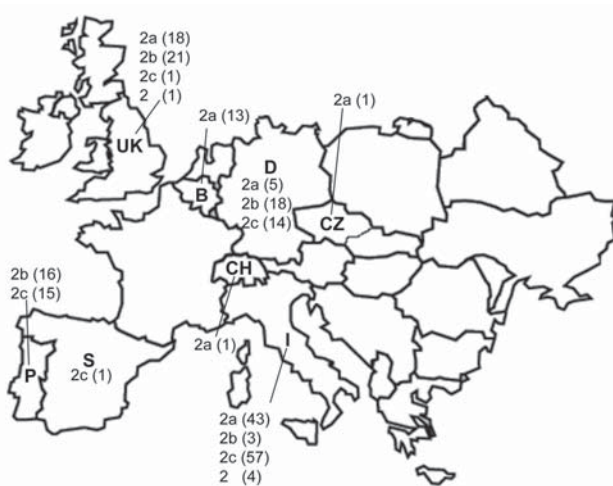 2a (18)
2b (21)
2c (1)
2 (1)
UK
2a (13)
B
2a (1)
CZ
D
2a (5)
2b (18)
2c (14)
CH
2a (1)
2b (16)
2c (15)
P
S
2c (1)
I
2a (43)
2b (3)
2c (57)
2 (4)